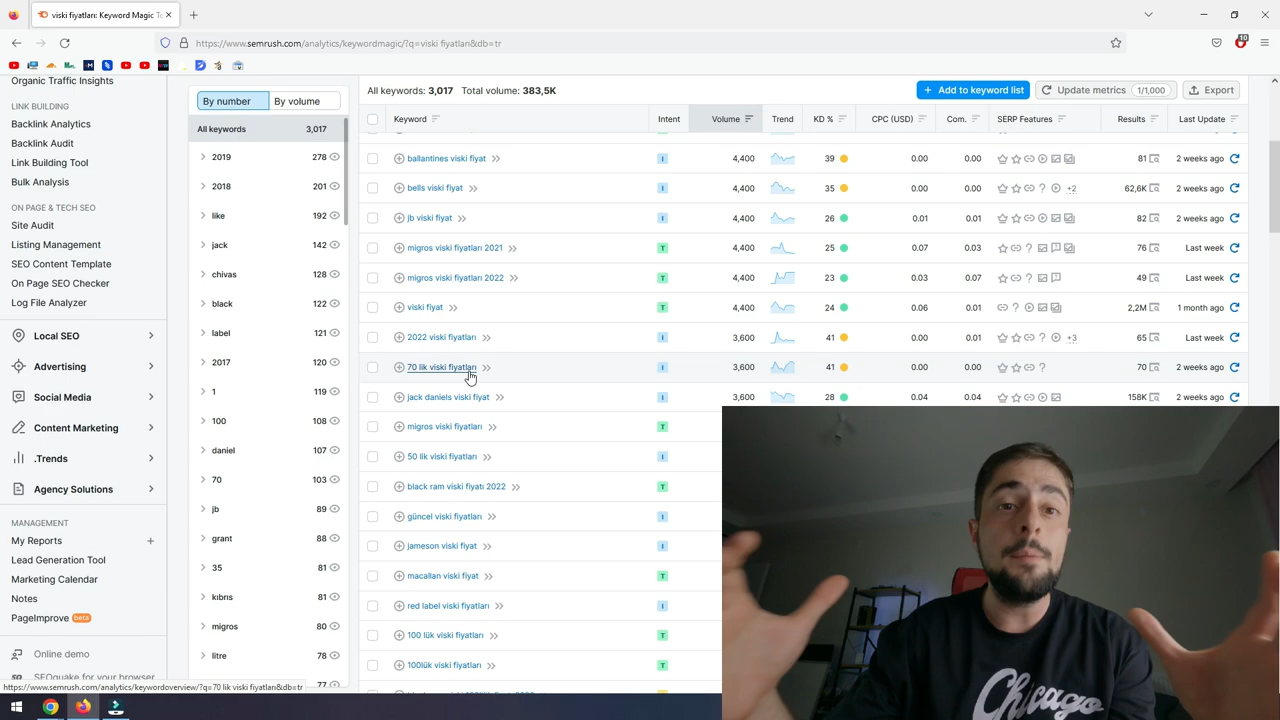 viski fiyatları: Keyword Magic To
https://www.semrush.com/analytics/keywordmagic/?q=viski fiyatları&db=tr
10
Organic Traffic Insights
LINK BUILDING
Backlink Analytics
Backlink Audit
Link Building Tool
Bulk Analysis
ON PAGE & TECH SEO
Site Audit
Listing Management
SEO Content Template
On Page SEO Checker
Log File Analyzer
Local SEO
Advertising
Social Media
Content Marketing
.Trends
Agency Solutions
MANAGEMENT
My Reports +
Lead Generation Tool
Marketing Calendar
Notes
PageImprove beta
Online demo
SEOquake for your browser
By number By volume
All keywords 3,017
2019 278
2018 201
like 192
jack 142
chivas 128
black 122
label 121
2017 120
1 119
100 108
daniel 107
70 103
jb 89
grant 88
35 81
kıbrıs 81
migros 80
litre 78
77
All keywords: 3,017 Total volume: 383,5K
+ Add to keyword list Update metrics 1/1,000 Export
Keyword Intent Volume Trend KD % CPC (USD) Com. SERP Features Results Last Update
ballantines viski fiyat I 4,400 39 0.00 0.00 81 2 weeks ago
bells viski fiyat I 4,400 35 0.00 0.00 +2 62,6K 2 weeks ago
jb viski fiyat I 4,400 26 0.01 0.01 82 2 weeks ago
migros viski fiyatları 2021 T 4,400 25 0.07 0.03 76 Last week
migros viski fiyatları 2022 T 4,400 23 0.03 0.07 49 Last week
viski fiyat T 4,400 24 0.06 0.01 2,2M 1 month ago
2022 viski fiyatları I 3,600 41 0.00 0.01 +3 65 Last week
70 lik viski fiyatları I 3,600 41 0.00 0.00 70 2 weeks ago
jack daniels viski fiyat I 3,600 28 0.04 0.04 158K 2 weeks ago
migros viski fiyatları T
50 lik viski fiyatları I
black ram viski fiyatı 2022 T
güncel viski fiyatları I
jameson viski fiyat I
macallan viski fiyat T
red label viski fiyatları I
100 lük viski fiyatları T
100lük viski fiyatları T
https://www.semrush.com/analytics/keywordoverview/?q=70 lik viski fiyatları&db=tr
Chicago